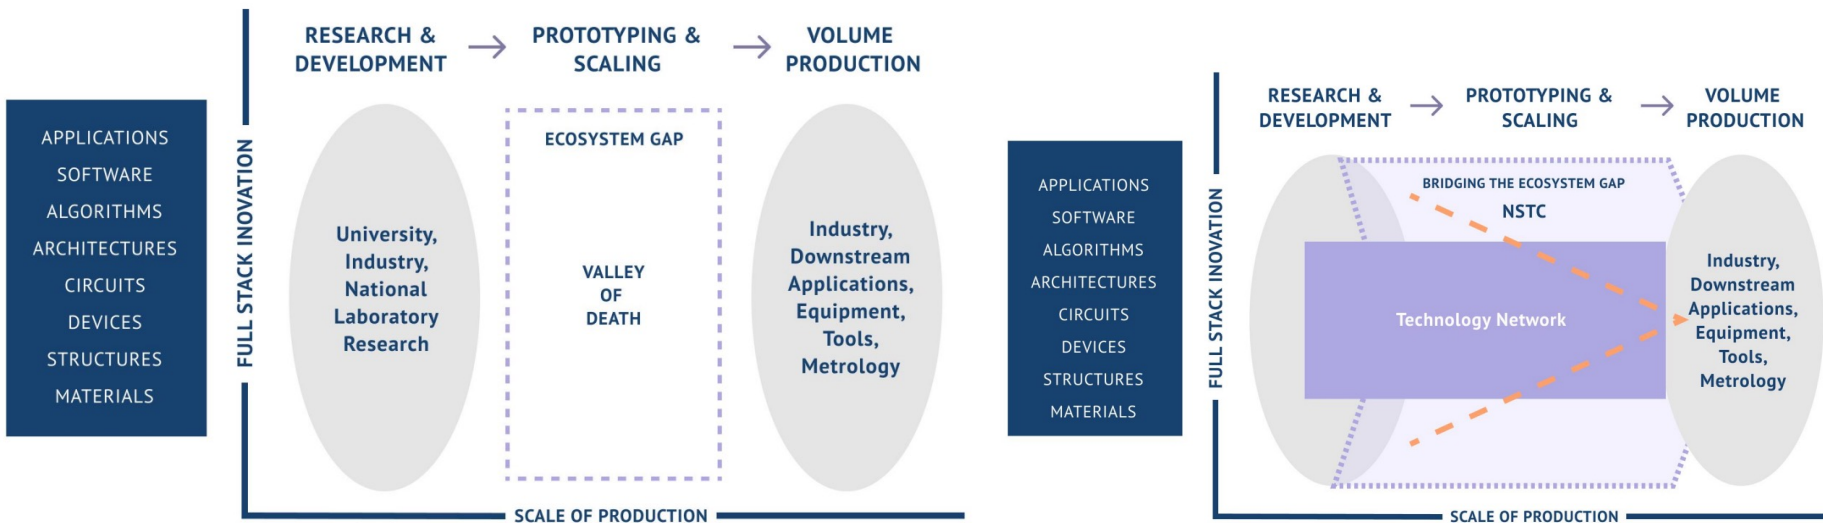 RESEARCH &
DEVELOPMENT
PROTOTYPING &
SCALING
VOLUME
PRODUCTION
APPLICATIONS
SOFTWARE
ALGORITHMS
ARCHITECTURES
CIRCUITS
DEVICES
STRUCTURES
MATERIALS
FULL STACK INOVATION
University,
Industry,
National
Laboratory
Research
ECOSYSTEM GAP
VALLEY
OF
DEATH
Industry,
Downstream
Applications,
Equipment,
Tools,
Metrology
SCALE OF PRODUCTION
RESEARCH &
DEVELOPMENT
PROTOTYPING &
SCALING
VOLUME
PRODUCTION
APPLICATIONS
SOFTWARE
ALGORITHMS
ARCHITECTURES
CIRCUITS
DEVICES
STRUCTURES
MATERIALS
FULL STACK INOVATION
BRIDGING THE ECOSYSTEM GAP
NSTC
Technology Network
Industry,
Downstream
Applications,
Equipment,
Tools,
Metrology
SCALE OF PRODUCTION